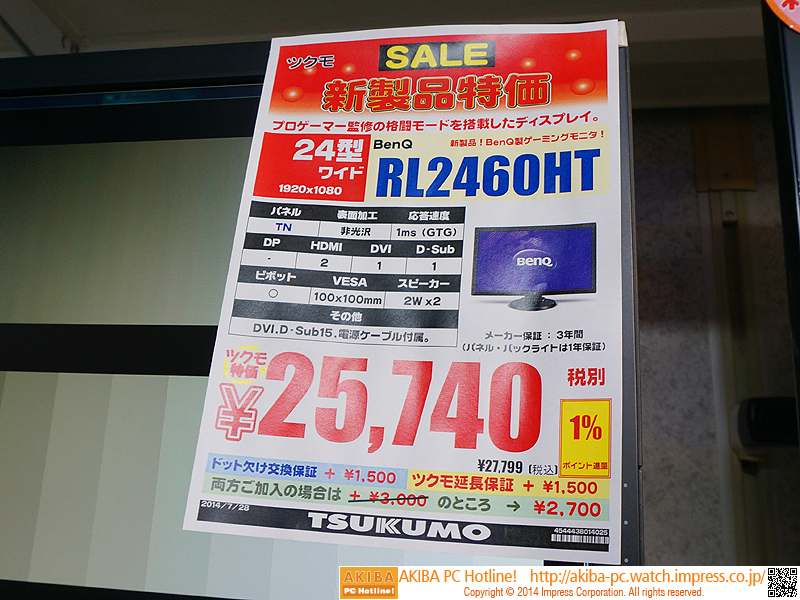 ツクモ
SALE
新製品特価
プロゲーマー監修の格闘モードを搭載したディスプレイ。
24型
ワイド
1920x1080
BenQ
新製品！BenQ製ゲーミングモニタ！
RL2460HT
パネル 表面加工 応答速度
TN 非光沢 1ms (GTG)
DP HDMI DVI D-Sub
- 2 1 1
ピボット VESA スピーカー
○ 100x100mm 2W x2
その他
DVI.D-Sub15.電源ケーブル付属。
BenQ
メーカー保証 : 3年間
(パネル・バックライトは1年保証)
ツクモ
特価
¥25,740
税別
1%
ポイント進呈
¥27,799 [税込]
ドット欠け交換保証 + ¥1,500
ツクモ延長保証 + ¥1,500
両方ご加入の場合は + ¥3,000 のところ → ¥2,700
2014/7/28
TSUKUMO
4544438014025
AKIBA
PC Hotline!
AKIBA PC Hotline! http://akiba-pc.watch.impress.co.jp/
Copyright © 2014 Impress Corporation. All rights reserved.